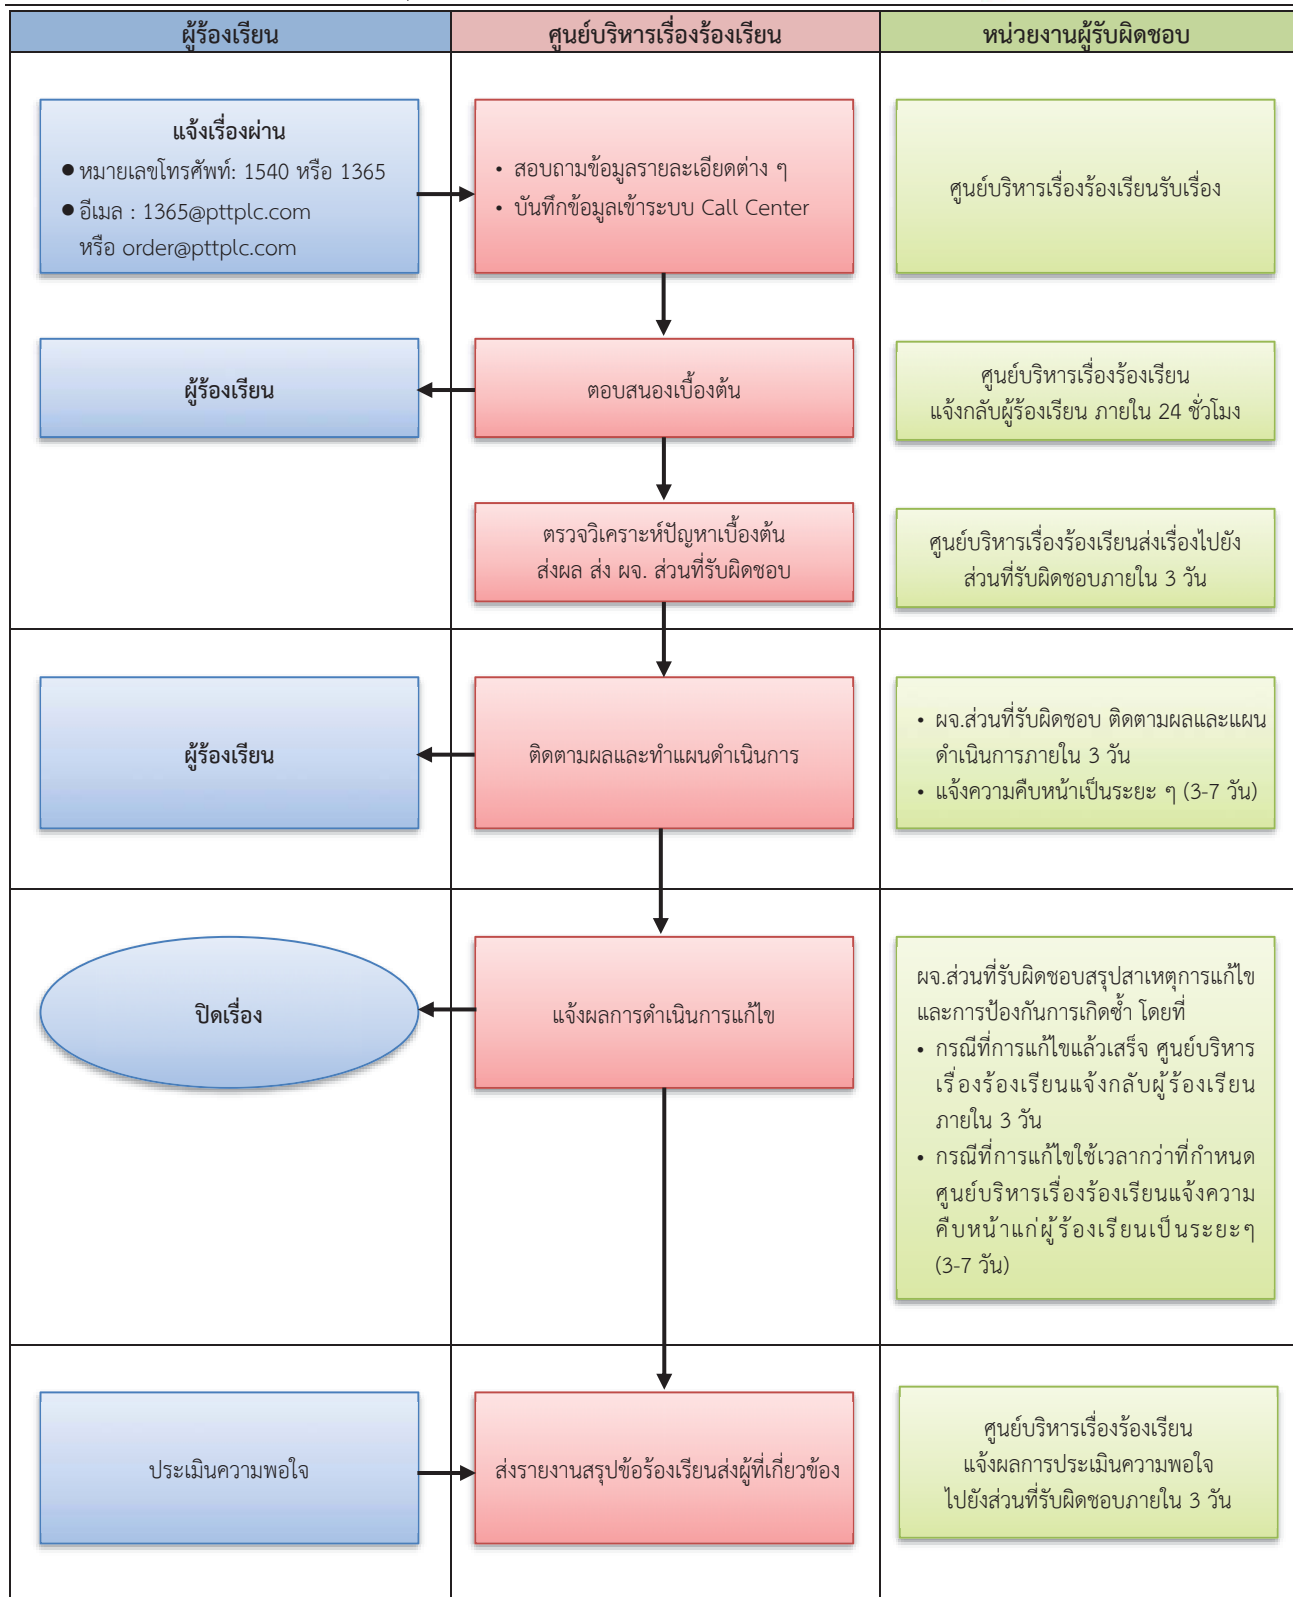 ผู้ร้องเรียน
ศูนย์บริหารเรื่องร้องเรียน
หน่วยงานผู้รับผิดชอบ
แจ้งเรื่องผ่าน
● หมายเลขโทรศัพท์: 1540 หรือ 1365
● อีเมล : 1365@pttplc.com
หรือ order@pttplc.com
• สอบถามข้อมูลรายละเอียดต่าง ๆ
• บันทึกข้อมูลเข้าระบบ Call Center
ศูนย์บริหารเรื่องร้องเรียนรับเรื่อง
ผู้ร้องเรียน
ตอบสนองเบื้องต้น
ศูนย์บริหารเรื่องร้องเรียน
แจ้งกลับผู้ร้องเรียน ภายใน 24 ชั่วโมง
ตรวจวิเคราะห์ปัญหาเบื้องต้น
ส่งผล ส่ง ผจ. ส่วนที่รับผิดชอบ
ศูนย์บริหารเรื่องร้องเรียนส่งเรื่องไปยัง
ส่วนที่รับผิดชอบภายใน 3 วัน
ผู้ร้องเรียน
ติดตามผลและทำแผนดำเนินการ
• ผจ.ส่วนที่รับผิดชอบ ติดตามผลและแผน
ดำเนินการภายใน 3 วัน
• แจ้งความคืบหน้าเป็นระยะ ๆ (3-7 วัน)
ปิดเรื่อง
แจ้งผลการดำเนินการแก้ไข
ผจ.ส่วนที่รับผิดชอบสรุปสาเหตุการแก้ไข
และการป้องกันการเกิดซ้ำ โดยที่
• กรณีที่การแก้ไขแล้วเสร็จ ศูนย์บริหาร
เรื่องร้องเรียนแจ้งกลับผู้ร้องเรียน
ภายใน 3 วัน
• กรณีที่การแก้ไขใช้เวลากว่าที่กำหนด
ศูนย์บริหารเรื่องร้องเรียนแจ้งความ
คืบหน้าแก่ผู้ร้องเรียนเป็นระยะๆ
(3-7 วัน)
ประเมินความพอใจ
ส่งรายงานสรุปข้อร้องเรียนส่งผู้ที่เกี่ยวข้อง
ศูนย์บริหารเรื่องร้องเรียน
แจ้งผลการประเมินความพอใจ
ไปยังส่วนที่รับผิดชอบภายใน 3 วัน